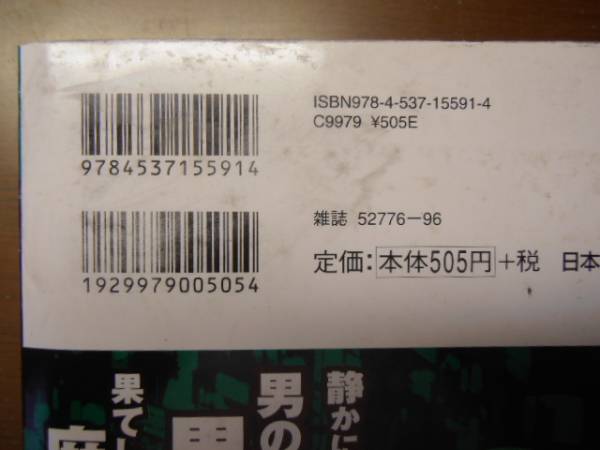 9784537155914
ISBN978-4-537-15591-4
C9979 ¥505E
1929979005054
雑誌 52776-96
定価：本体505円+税 日本
静かに
男の
男
果て